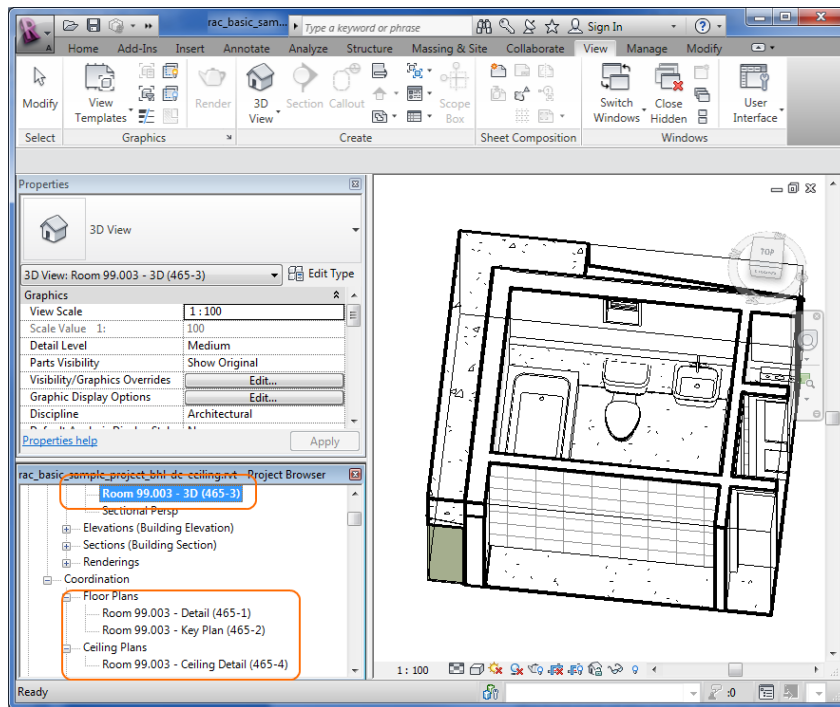 rac_basic_sam... Type a keyword or phrase Sign In
Home Add-Ins Insert Annotate Analyze Structure Massing & Site Collaborate View Manage Modify
Modify View Templates Render 3D View Section Callout Scope Box Switch Windows Close Hidden User Interface
Select Graphics Create Sheet Composition Windows
Properties
3D View
3D View: Room 99.003 - 3D (465-3) Edit Type
Graphics
View Scale 1 : 100
Scale Value 1: 100
Detail Level Medium
Parts Visibility Show Original
Visibility/Graphics Overrides Edit...
Graphic Display Options Edit...
Discipline Architectural
Properties help Apply
rac_basic_sample_project_bhl-dc-ceiling.rvt - Project Browser
Room 99.003 - 3D (465-3)
Sectional Persp
Elevations (Building Elevation)
Sections (Building Section)
Renderings
Coordination
Floor Plans
Room 99.003 - Detail (465-1)
Room 99.003 - Key Plan (465-2)
Ceiling Plans
Room 99.003 - Ceiling Detail (465-4)
TOP
1 : 100
Ready :0